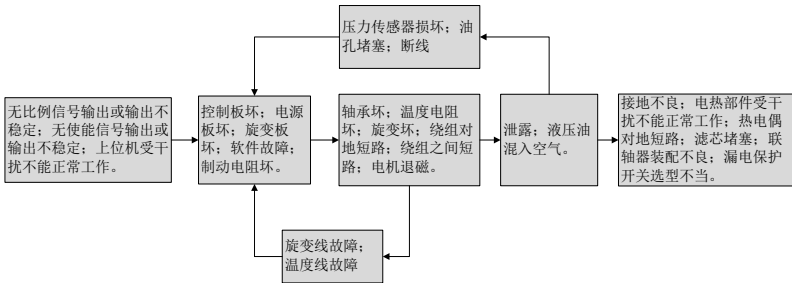 压力传感器损坏；油
孔堵塞；断线
无比例信号输出或输出不
稳定；无使能信号输出或
输出不稳定；上位机受干
扰不能正常工作。
控制板坏；电源
板坏；旋变板
坏；软件故障；
制动电阻坏。
轴承坏；温度电阻
坏；旋变坏；绕组对
地短路；绕组之间短
路；电机退磁。
泄露；液压油
混入空气。
接地不良；电热部件受干
扰不能正常工作；热电偶
对地短路；滤芯堵塞；联
轴器装配不良；漏电保护
开关选型不当。
旋变线故障；
温度线故障